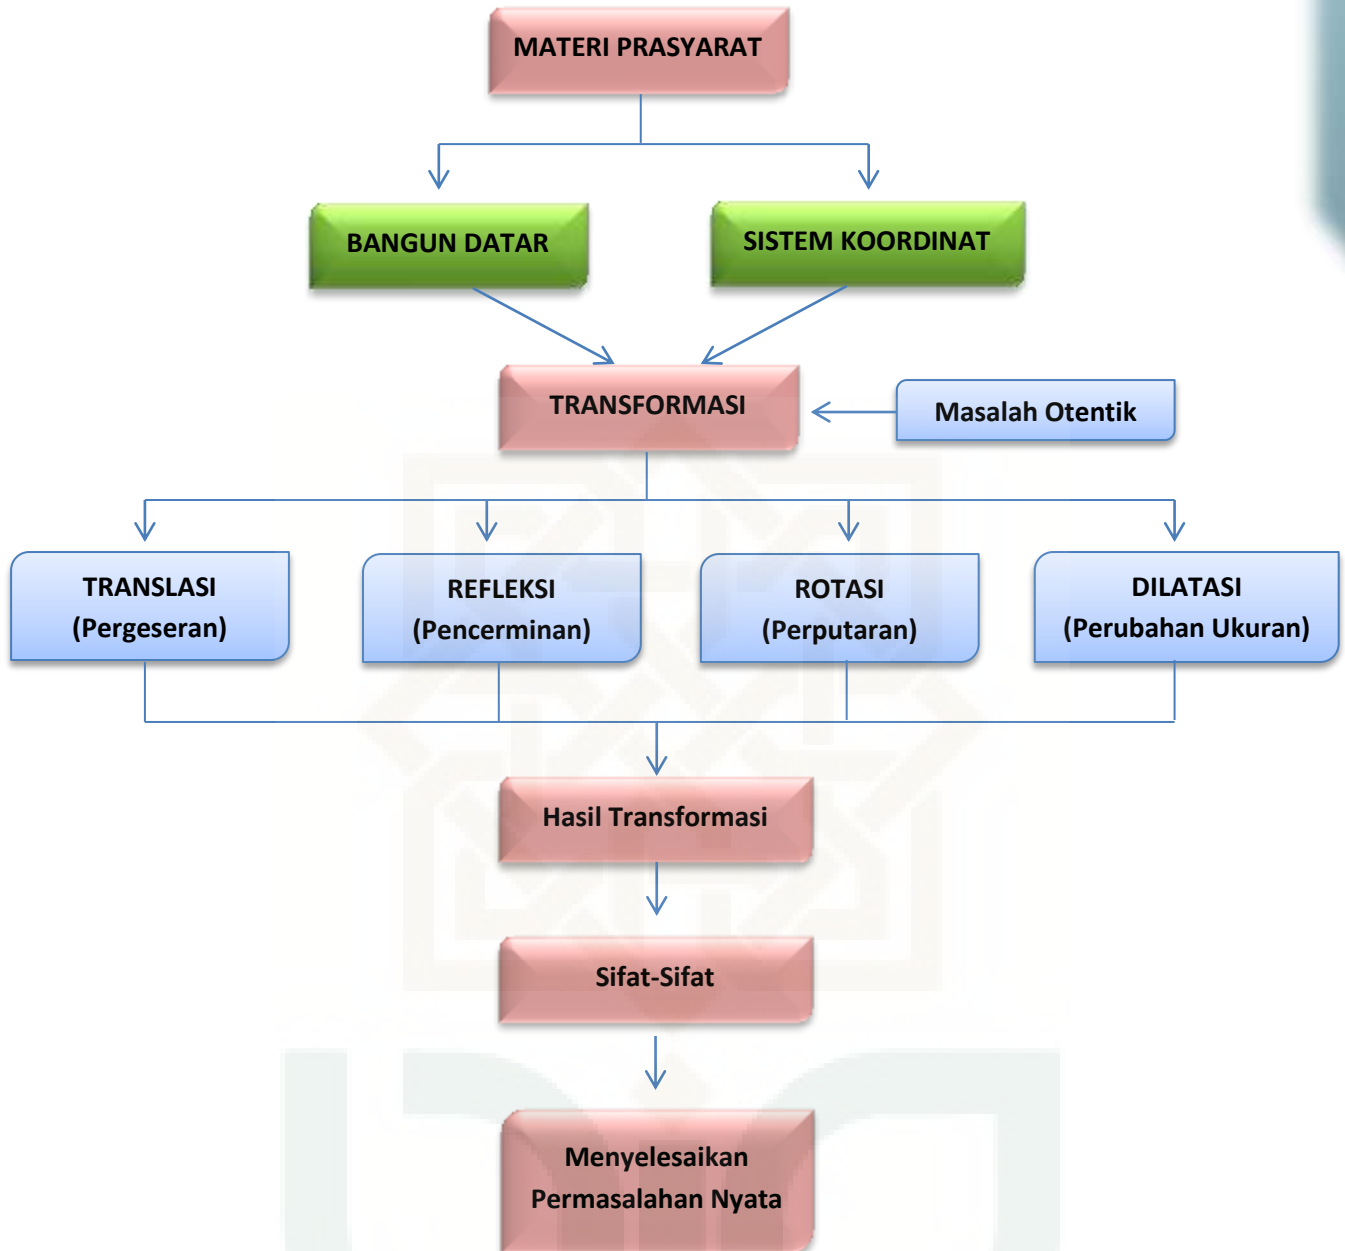 MATERI PRASYARAT
BANGUN DATAR
SISTEM KOORDINAT
TRANSFORMASI
Masalah Otentik
TRANSLASI
(Pergeseran)
REFLEKSI
(Pencerminan)
ROTASI
(Perputaran)
DILATASI
(Perubahan Ukuran)
Hasil Transformasi
Sifat-Sifat
Menyelesaikan
Permasalahan Nyata